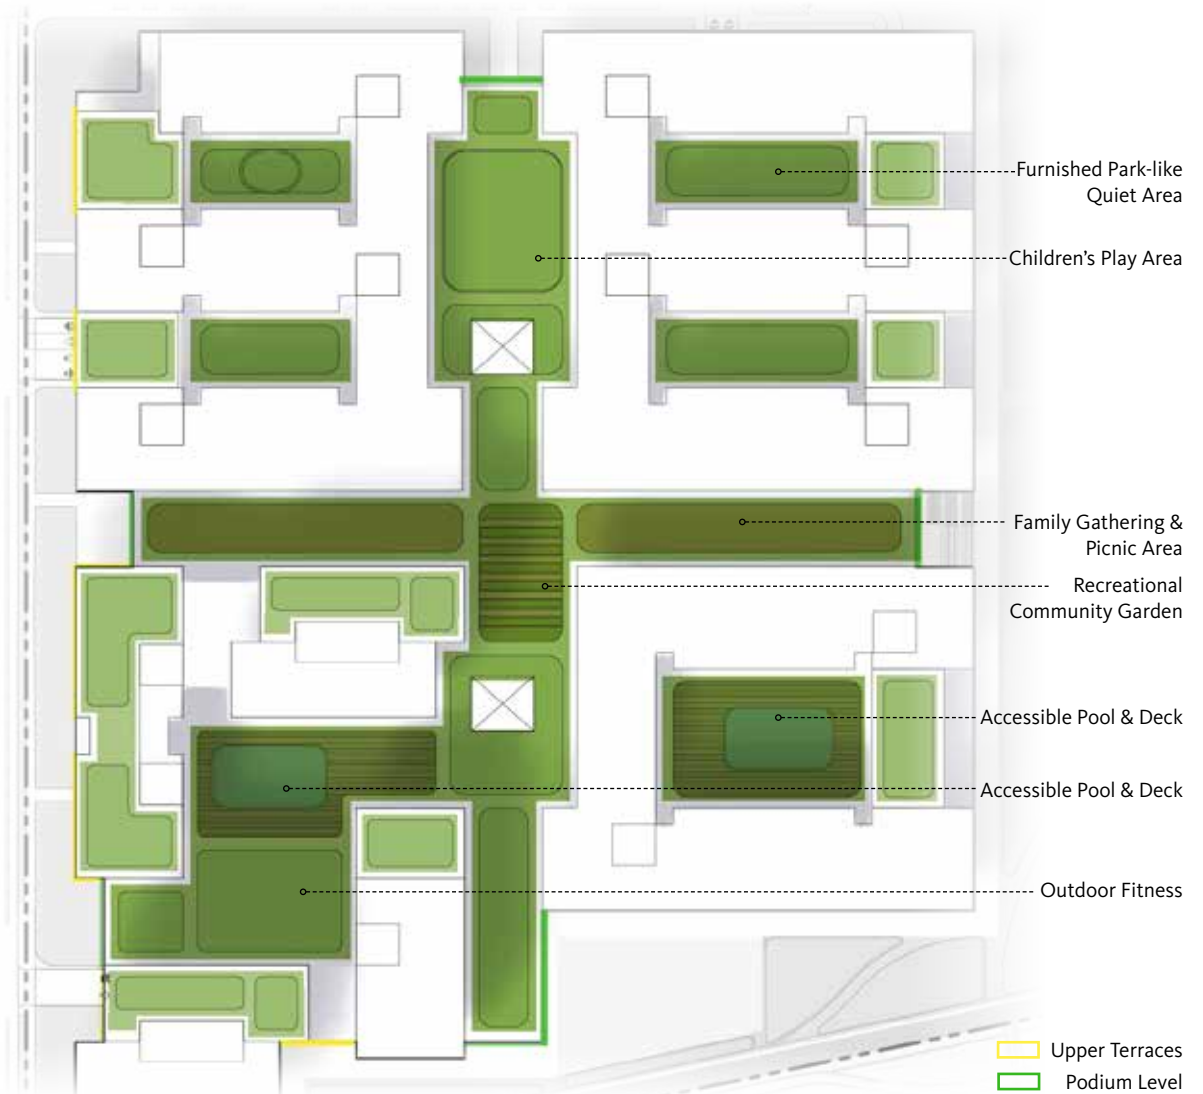 Furnished Park-like
Quiet Area
Children’s Play Area
Family Gathering &
Picnic Area
Recreational
Community Garden
Accessible Pool & Deck
Accessible Pool & Deck
Outdoor Fitness
Upper Terraces
Podium Level